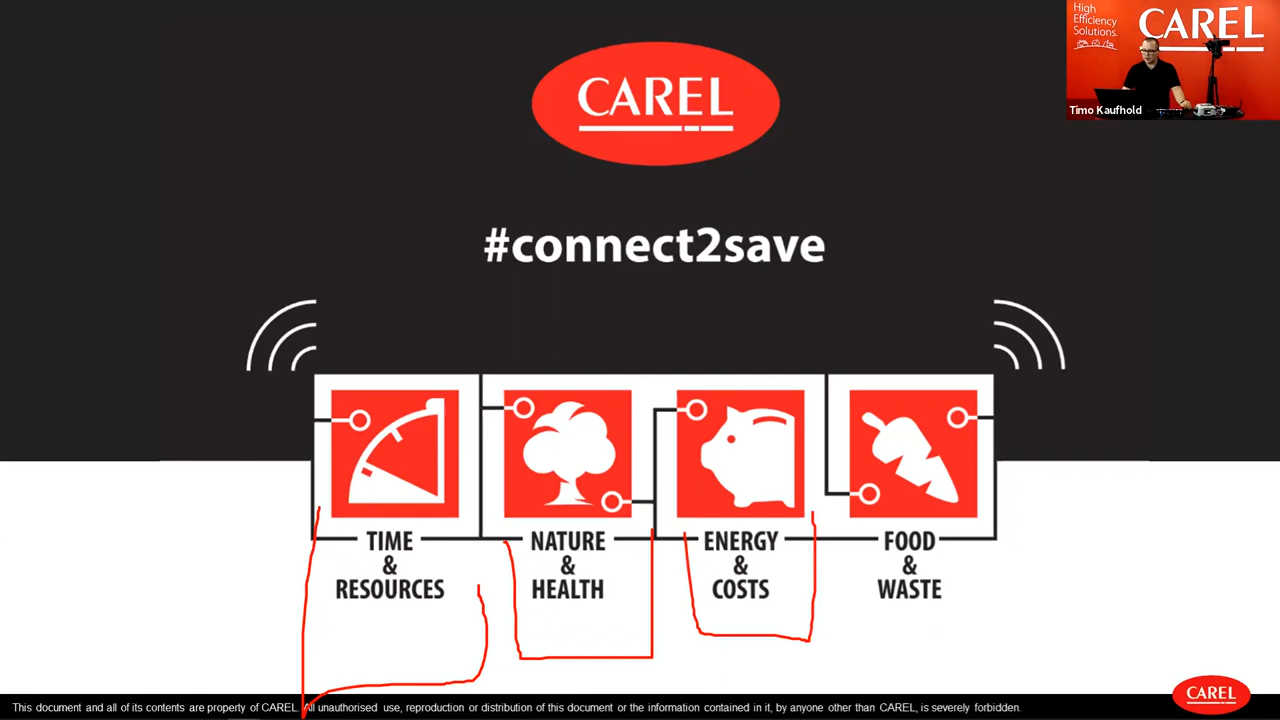 High
Efficiency
Solutions.
CAREL
Timo Kaufhold
CAREL
#connect2save
TIME
&
RESOURCES
NATURE
&
HEALTH
ENERGY
&
COSTS
FOOD
&
WASTE
CAREL
This document and all of its contents are property of CAREL. All unauthorised use, reproduction or distribution of this document or the information contained in it, by anyone other than CAREL, is severely forbidden.